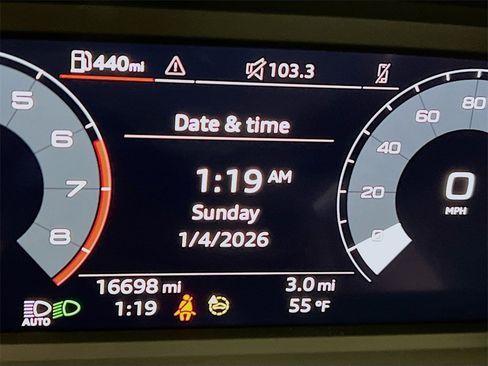 440mi
103.3
Date & time
1:19 AM
Sunday
1/4/2026
5
6
7
8
80
60
40
20
0
0
MPH
16698 mi
3.0 mi
1:19
55 °F
AUTO